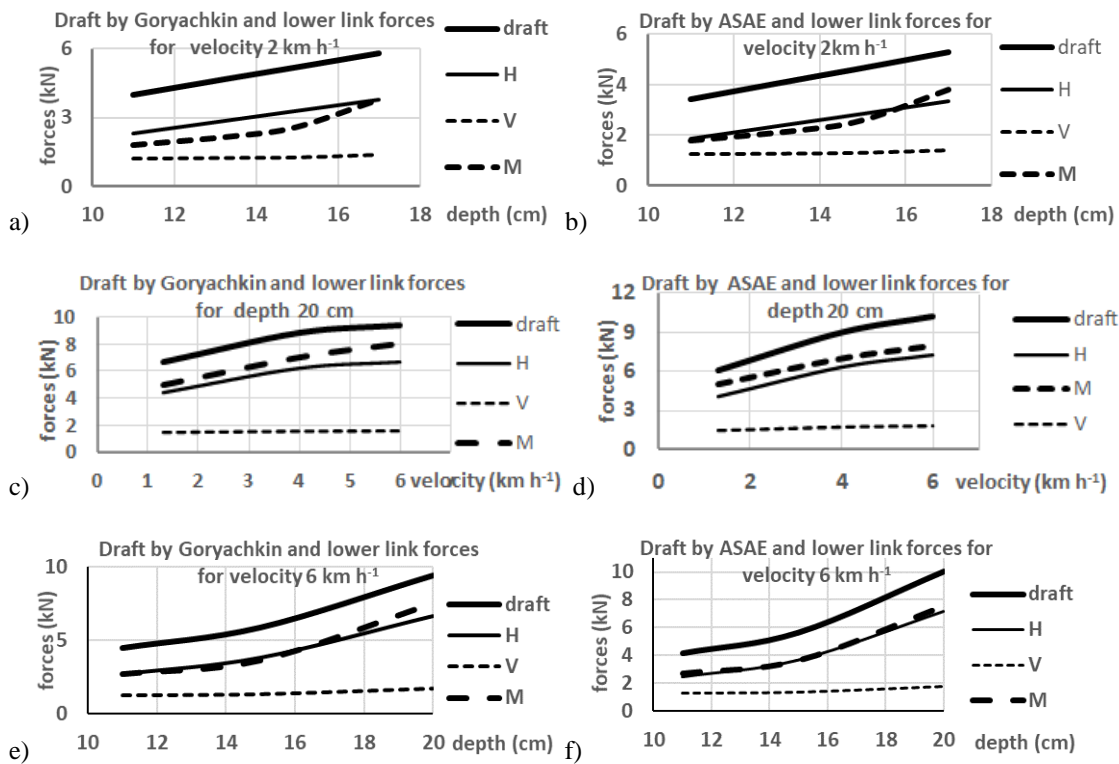 Draft by Goryachkin and lower link forces
for velocity 2 km h-1
forces (kN)
6
3
0
10 12 14 16 18
depth (cm)
draft
H
V
M
a)
Draft by ASAE and lower link forces for
velocity 2km h-1
forces (kN)
6
4
2
0
10 12 14 16 18
depth (cm)
draft
H
V
M
b)
Draft by Goryachkin and lower link forces
for depth 20 cm
forces (kN)
10
8
6
4
2
0
0 1 2 3 4 5 6
velocity (km h-1)
draft
H
V
M
c)
Draft by ASAE and lower link forces for
depth 20 cm
forces (kN)
12
9
6
3
0
0 2 4 6
velocity (km h-1)
draft
H
M
V
d)
Draft by Goryachkin and lower link forces
for velocity 6 km h-1
forces (kN)
10
5
0
10 12 14 16 18 20
depth (cm)
draft
H
V
M
e)
Draft by ASAE and lower link forces for
velocity 6 km h-1
forces (kN)
10
8
6
4
2
0
10 12 14 16 18 20
depth (cm)
draft
H
V
M
f)